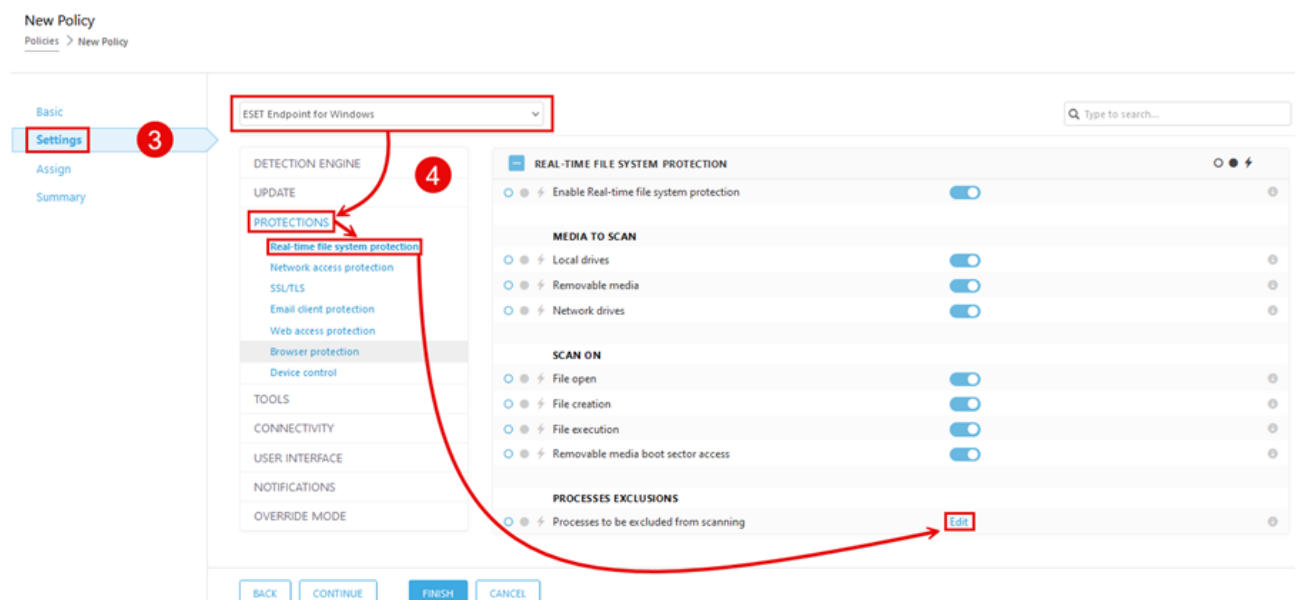 New Policy
Policies > New Policy
Basic
Settings
3
Assign
Summary
ESET Endpoint for Windows
Type to search...
4
DETECTION ENGINE
UPDATE
PROTECTIONS
Real-time file system protection
Network access protection
SSL/TLS
Email client protection
Web access protection
Browser protection
Device control
TOOLS
CONNECTIVITY
USER INTERFACE
NOTIFICATIONS
OVERRIDE MODE
REAL-TIME FILE SYSTEM PROTECTION
Enable Real-time file system protection
MEDIA TO SCAN
Local drives
Removable media
Network drives
SCAN ON
File open
File creation
File execution
Removable media boot sector access
PROCESSES EXCLUSIONS
Processes to be excluded from scanning
Edit
BACK
CONTINUE
FINISH
CANCEL